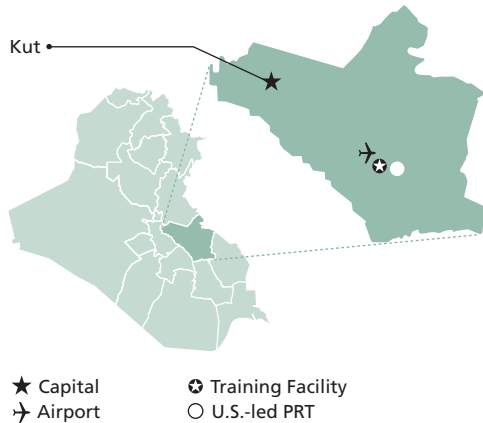 Kut
Capital
Training Facility
Airport
U.S.-led PRT